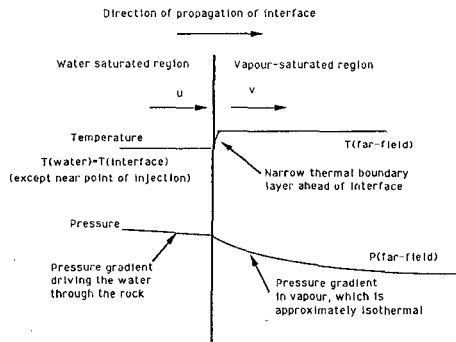 Direction of propagation of interface
Water saturated region
Vapour-saturated region
u
v
Temperature
T(far-field)
T(water)=T(interface)
(except near point of injection)
Narrow thermal boundary
layer ahead of interface
Pressure
P(far-field)
Pressure gradient
driving the water
through the rock
Pressure gradient
in vapour, which is
approximately isothermal